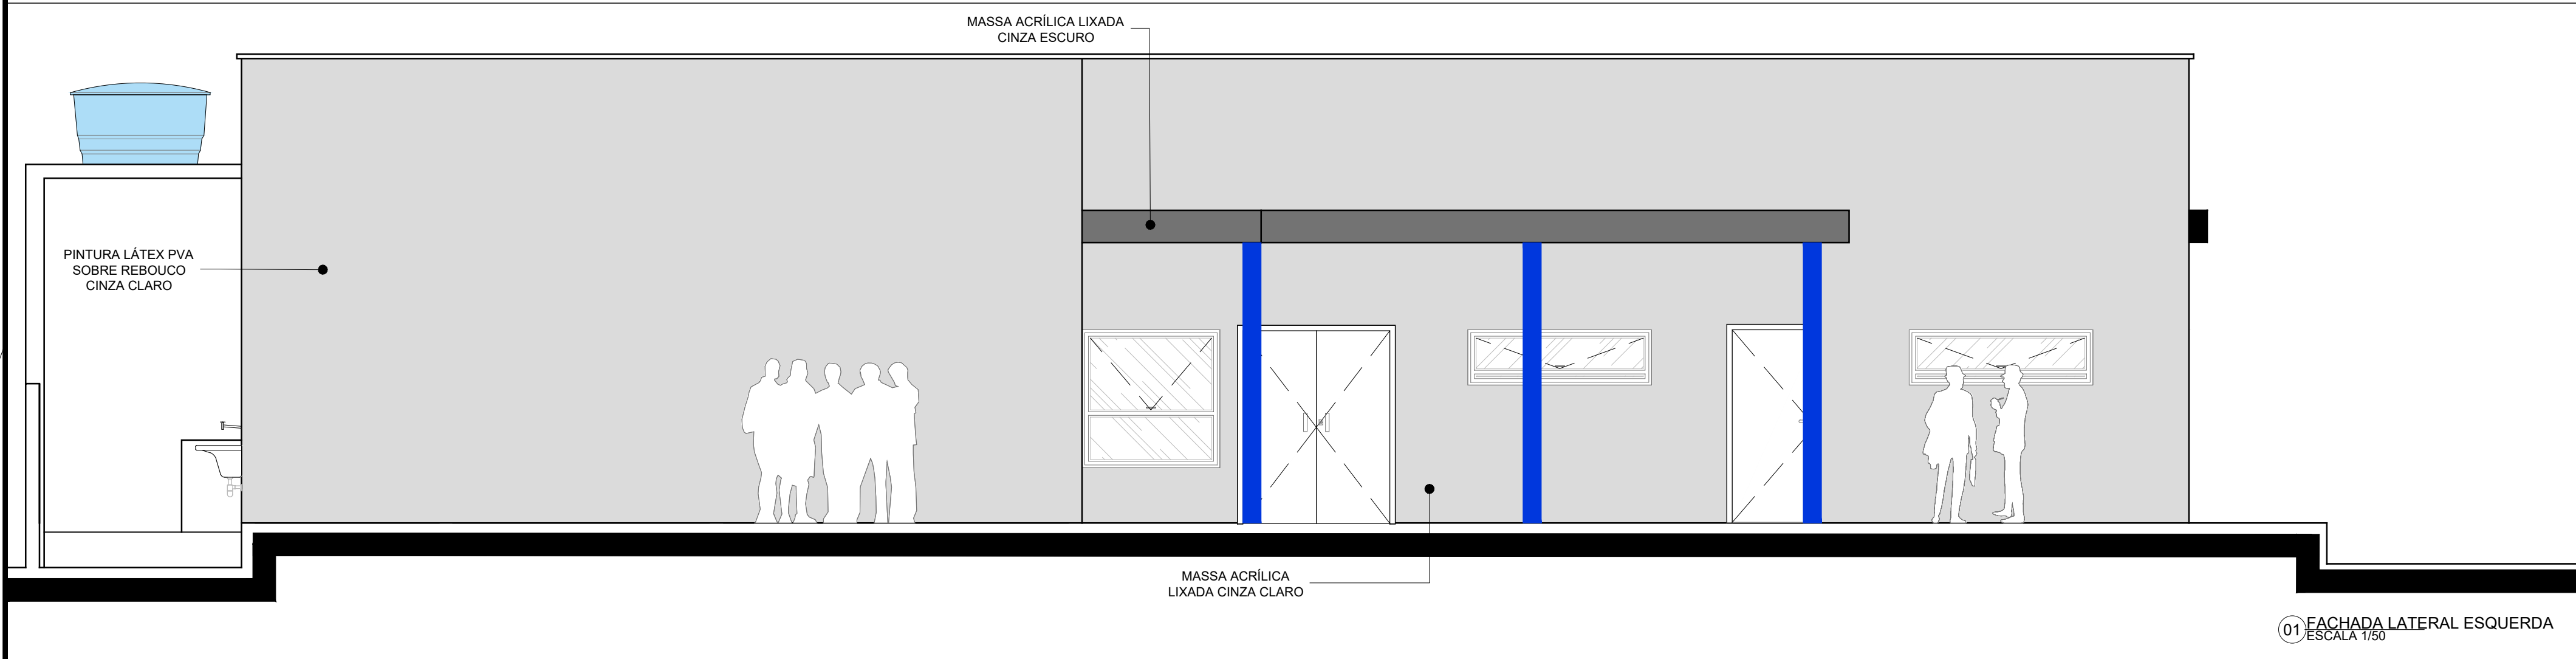 MASSA ACRÍLICA LIXADA
CINZA ESCURO
PINTURA LÁTEX PVA
SOBRE REBOUCO
CINZA CLARO
MASSA ACRÍLICA
LIXADA CINZA CLARO
01
FACHADA LATERAL ESQUERDA
ESCALA 1/50